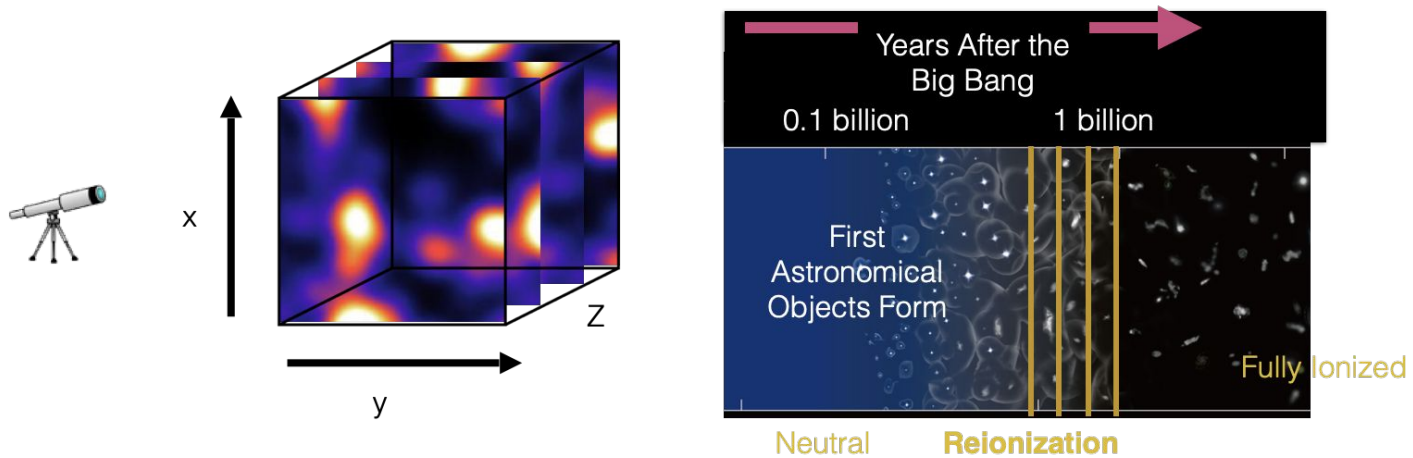 x
y
Z
Years After the
Big Bang
0.1 billion
1 billion
First
Astronomical
Objects Form
Fully Ionized
Neutral
Reionization